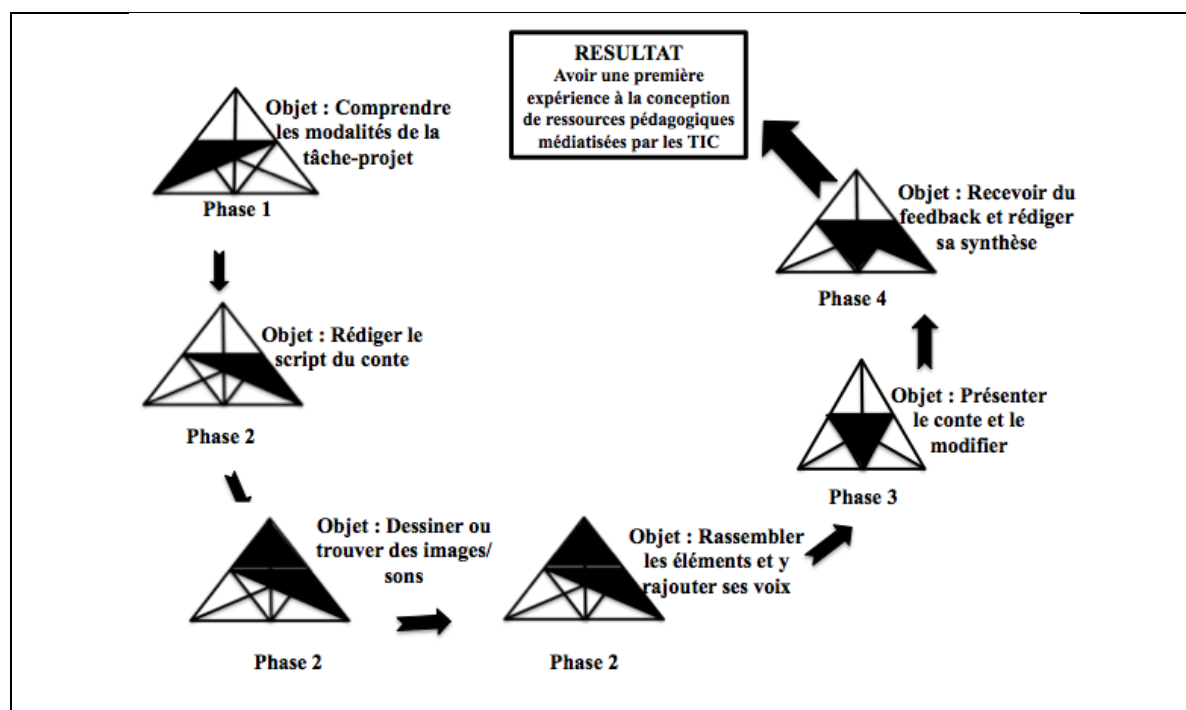 RESULTAT
Avoir une première
expérience à la conception
de ressources pédagogiques
médiatisées par les TIC
Objet : Comprendre
les modalités de la
tâche-projet
Phase 1
Objet : Rédiger le
script du conte
Phase 2
Objet : Dessiner ou
trouver des images/
sons
Phase 2
Objet : Rassembler
les éléments et y
rajouter ses voix
Phase 2
Objet : Présenter
le conte et le
modifier
Phase 3
Objet : Recevoir du
feedback et rédiger
sa synthèse
Phase 4